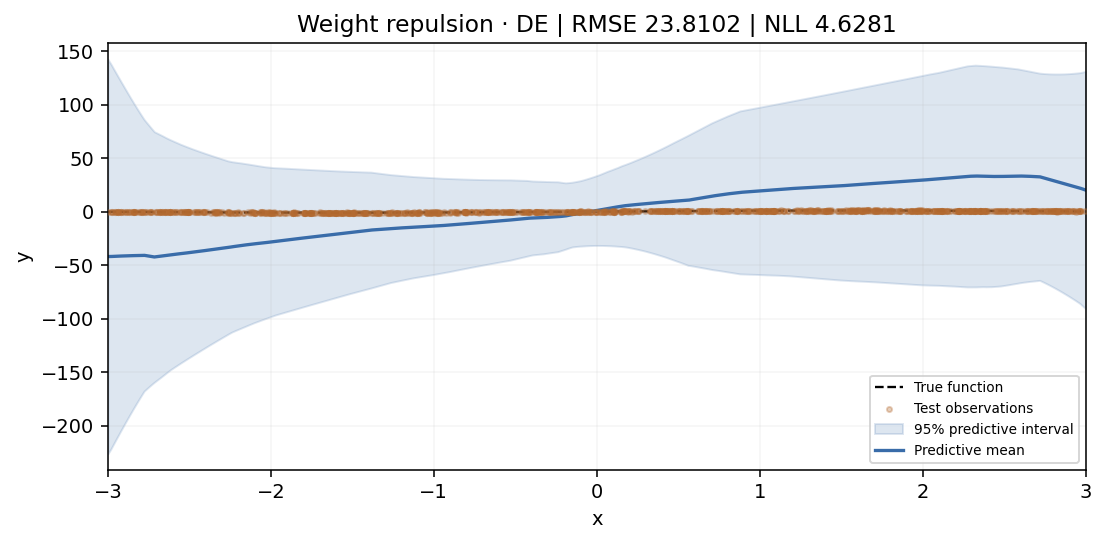 Weight repulsion · DE | RMSE 23.8102 | NLL 4.6281
150
100
50
0
−50
−100
−150
−200
y
−3
−2
−1
0
1
2
3
x
True function
Test observations
95% predictive interval
Predictive mean